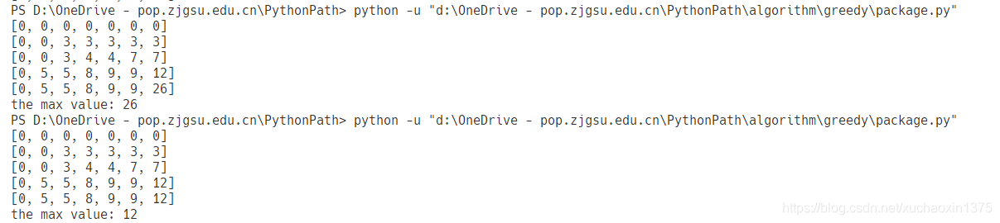 PS D:\OneDrive - pop.zjgsu.edu.cn\PythonPath> python -u "d:\OneDrive - pop.zjgsu.edu.cn\PythonPath\algorithm\greedy\package.py"
[0, 0, 0, 0, 0, 0, 0]
[0, 0, 3, 3, 3, 3, 3]
[0, 0, 3, 4, 4, 7, 7]
[0, 5, 5, 8, 9, 9, 12]
[0, 5, 5, 8, 9, 9, 26]
the max value: 26
PS D:\OneDrive - pop.zjgsu.edu.cn\PythonPath> python -u "d:\OneDrive - pop.zjgsu.edu.cn\PythonPath\algorithm\greedy\package.py"
[0, 0, 0, 0, 0, 0, 0]
[0, 0, 3, 3, 3, 3, 3]
[0, 0, 3, 4, 4, 7, 7]
[0, 5, 5, 8, 9, 9, 12]
[0, 5, 5, 8, 9, 9, 12]
the max value: 12
https://blog.csdn.net/xuchaoxin1375